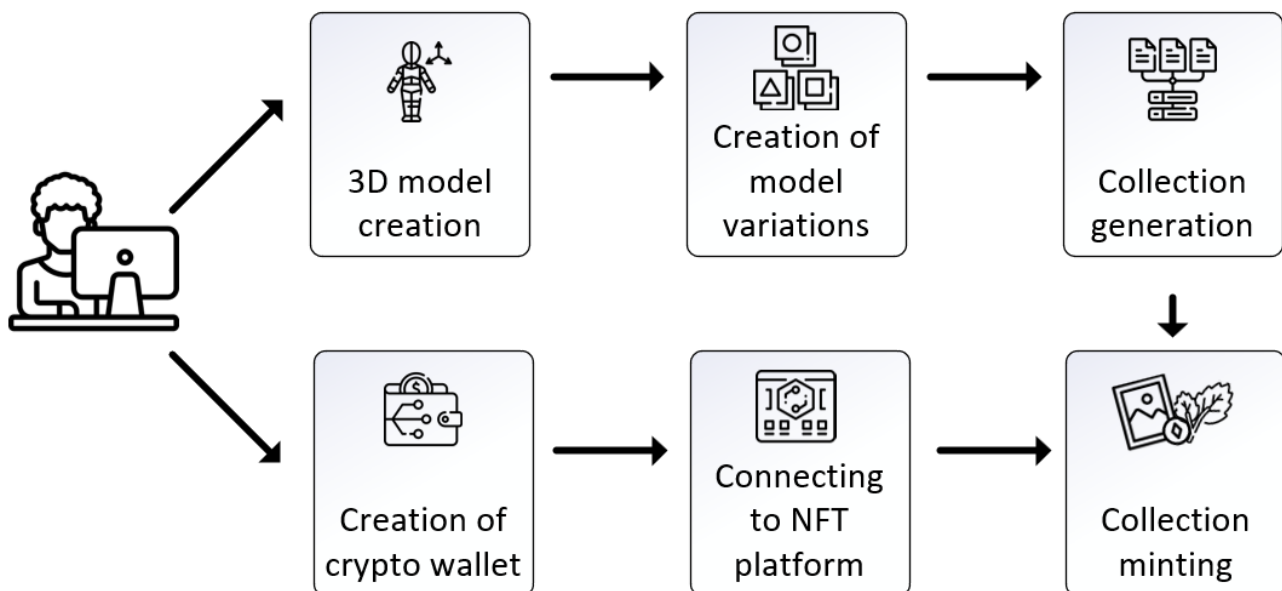 3D model
creation
Creation of
model
variations
Collection
generation
Creation of
crypto wallet
Connecting
to NFT
platform
Collection
minting